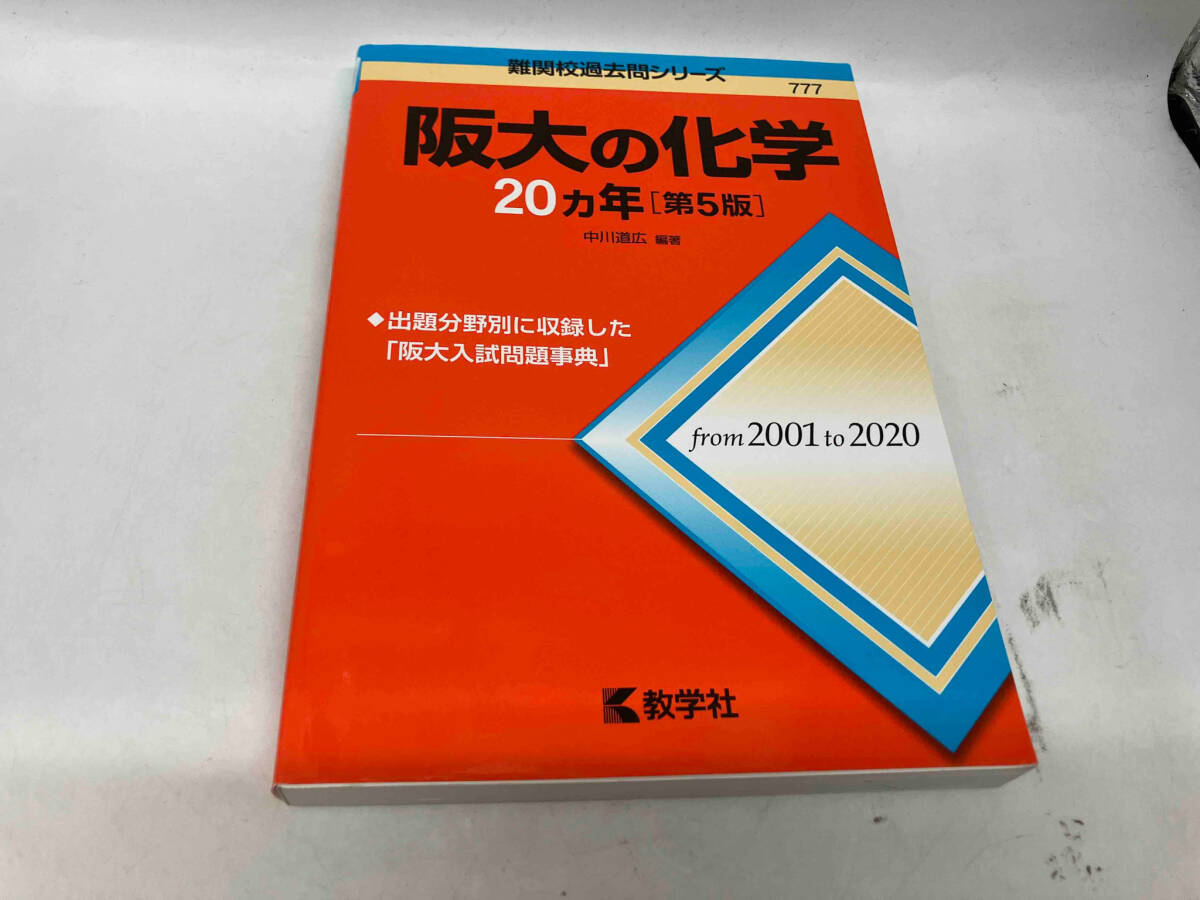 難関校過去問シリーズ
777
阪大の化学
20ヵ年[第5版]
中川道広 編著
◆出題分野別に収録した
「阪大入試問題事典」
from 2001 to 2020
教学社